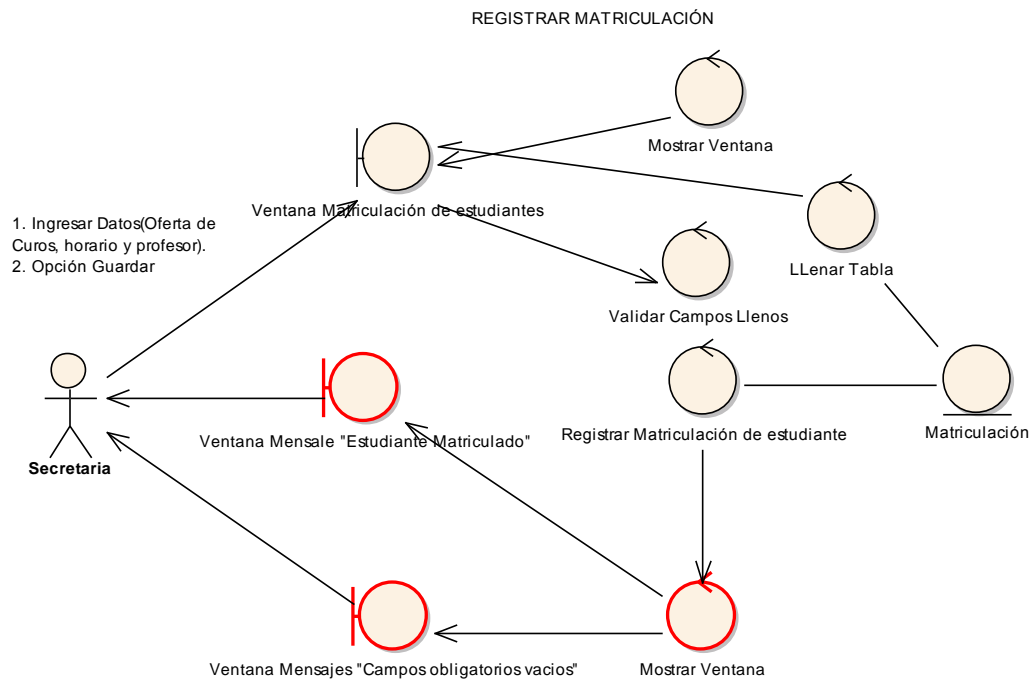 REGISTRAR MATRICULACIÓN
Mostrar Ventana
Ventana Matriculación de estudiantes
1. Ingresar Datos(Oferta de
Curos, horario y profesor).
2. Opción Guardar
LLenar Tabla
Validar Campos Llenos
Ventana Mensale "Estudiante Matriculado"
Registrar Matriculación de estudiante
Matriculación
Secretaria
Ventana Mensajes "Campos obligatorios vacios"
Mostrar Ventana